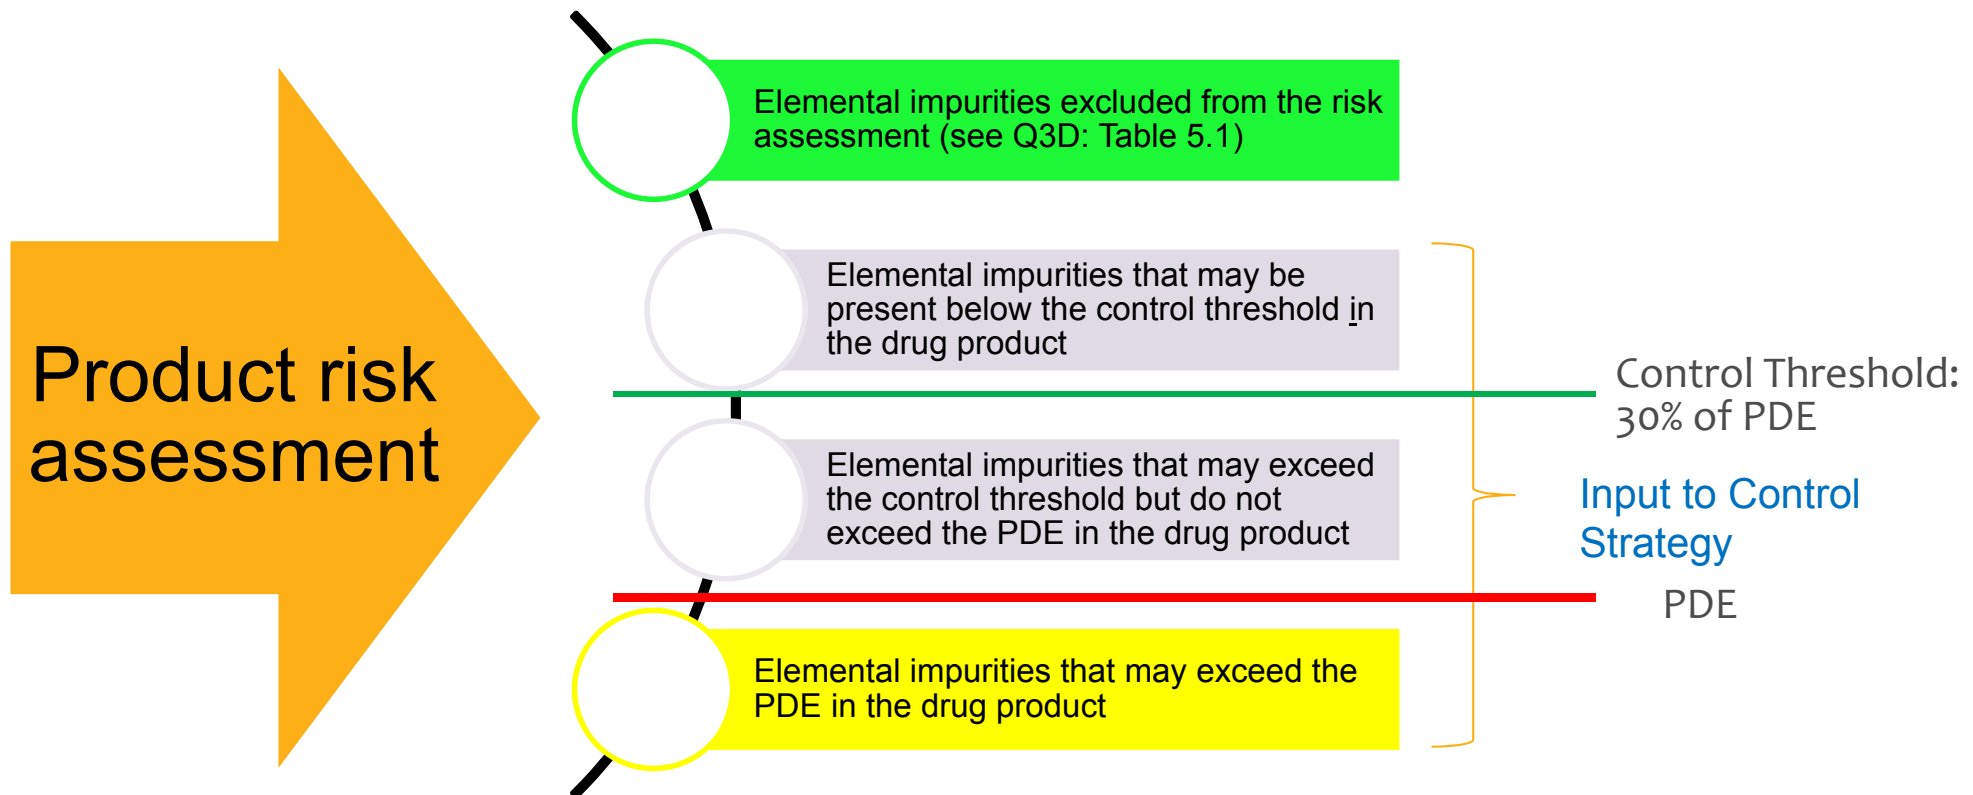 Product risk
assessment
Elemental impurities excluded from the risk
assessment (see Q3D: Table 5.1)
Elemental impurities that may be
present below the control threshold in
the drug product
Control Threshold:
30% of PDE
Elemental impurities that may exceed
the control threshold but do not
exceed the PDE in the drug product
Input to Control
Strategy
PDE
Elemental impurities that may exceed the
PDE in the drug product